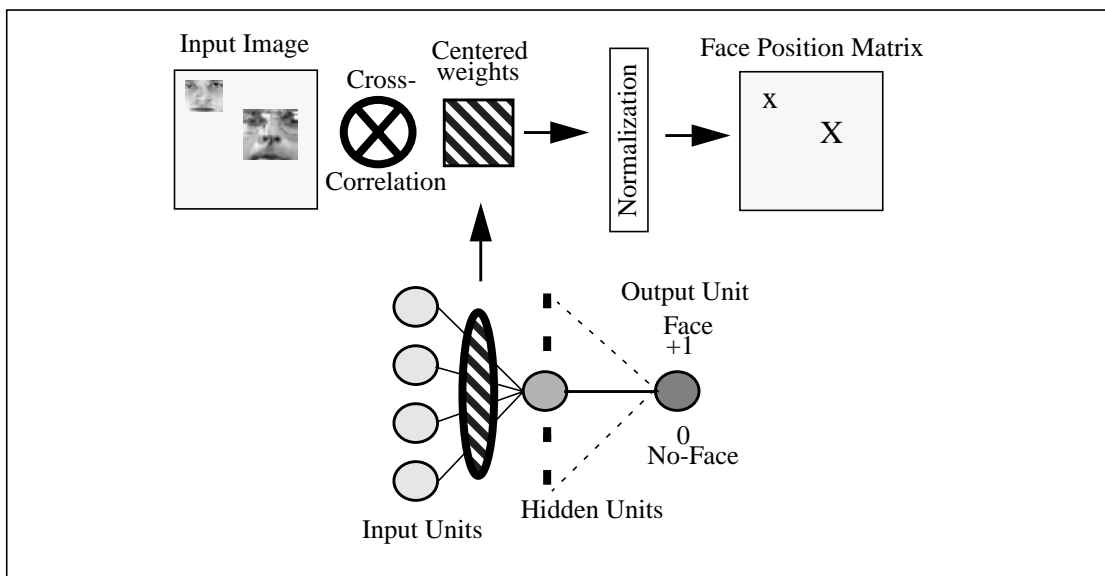 Input Image
Cross-
Correlation
Centered
weights
Normalization
Face Position Matrix
x
X
Output Unit
Face
+1
0
No-Face
Hidden Units
Input Units